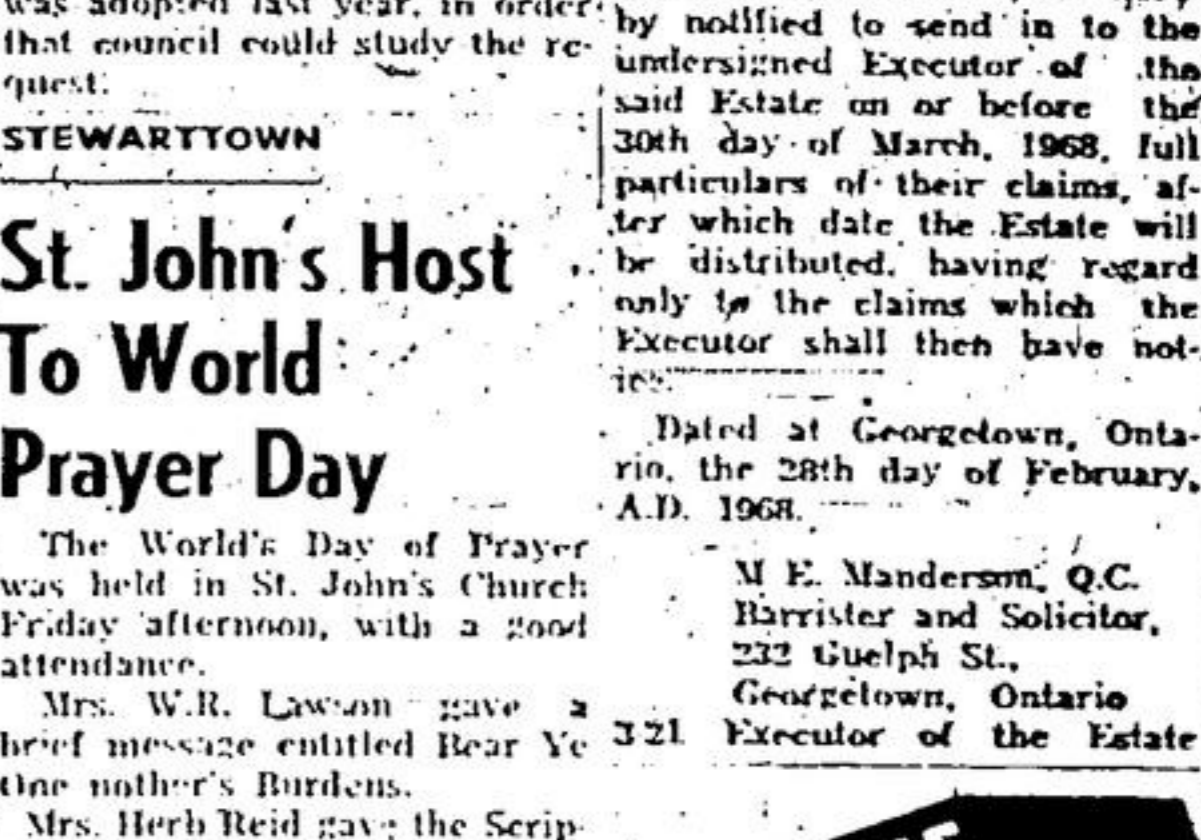 was adopted last year, in order
that council could study the re-
quest.
STEWARTTOWN
St. John's Host
To World
Prayer Day
The World's Day of Prayer
was held in St. John's Church
Friday afternoon, with a good
attendance.
Mrs. W.R. Lawson gave a
brief message entitled Bear Ye
One nother's Burdens.
Mrs. Herb Reid gave the Scrip-
by notified to send in to the
undersigned Executor of the
said Estate on or before the
30th day of March, 1968, full
particulars of their claims, af-
ter which date the Estate will
be distributed, having regard
only to the claims which the
Executor shall then have not-
ice.
Dated at Georgetown, Onta-
rio, the 28th day of February,
A.D. 1968.
M E. Manderson, Q.C.
Barrister and Solicitor,
232 Guelph St.,
Georgetown, Ontario
3 21 Executor of the Estate